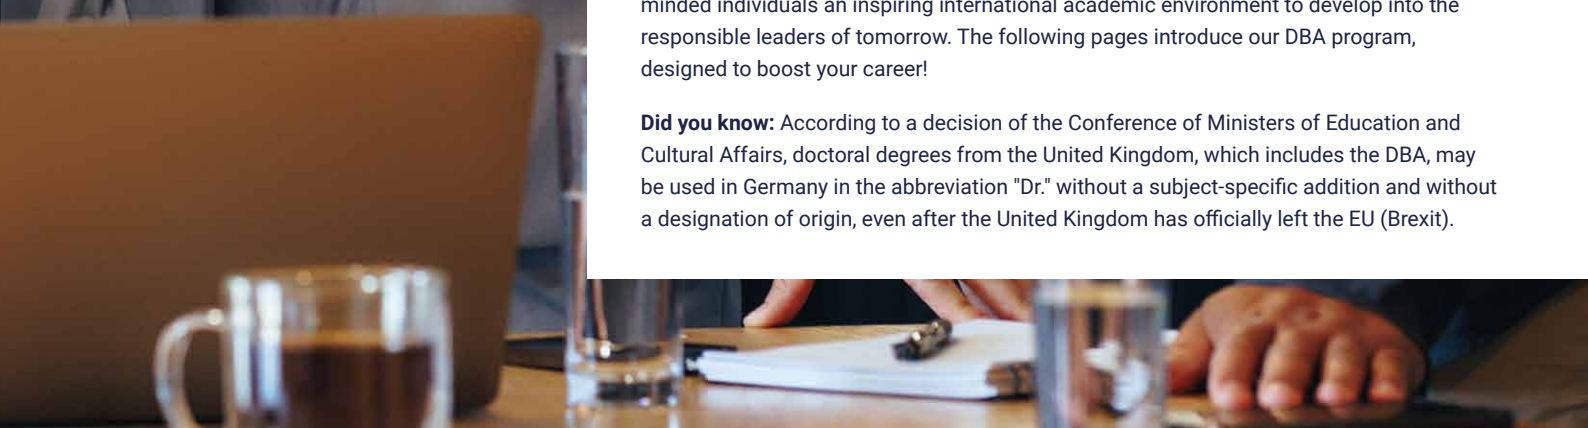 minded individuals an inspiring international academic environment to develop into the
responsible leaders of tomorrow. The following pages introduce our DBA program,
designed to boost your career!
Did you know: According to a decision of the Conference of Ministers of Education and
Cultural Affairs, doctoral degrees from the United Kingdom, which includes the DBA, may
be used in Germany in the abbreviation "Dr." without a subject-specific addition and without
a designation of origin, even after the United Kingdom has officially left the EU (Brexit).